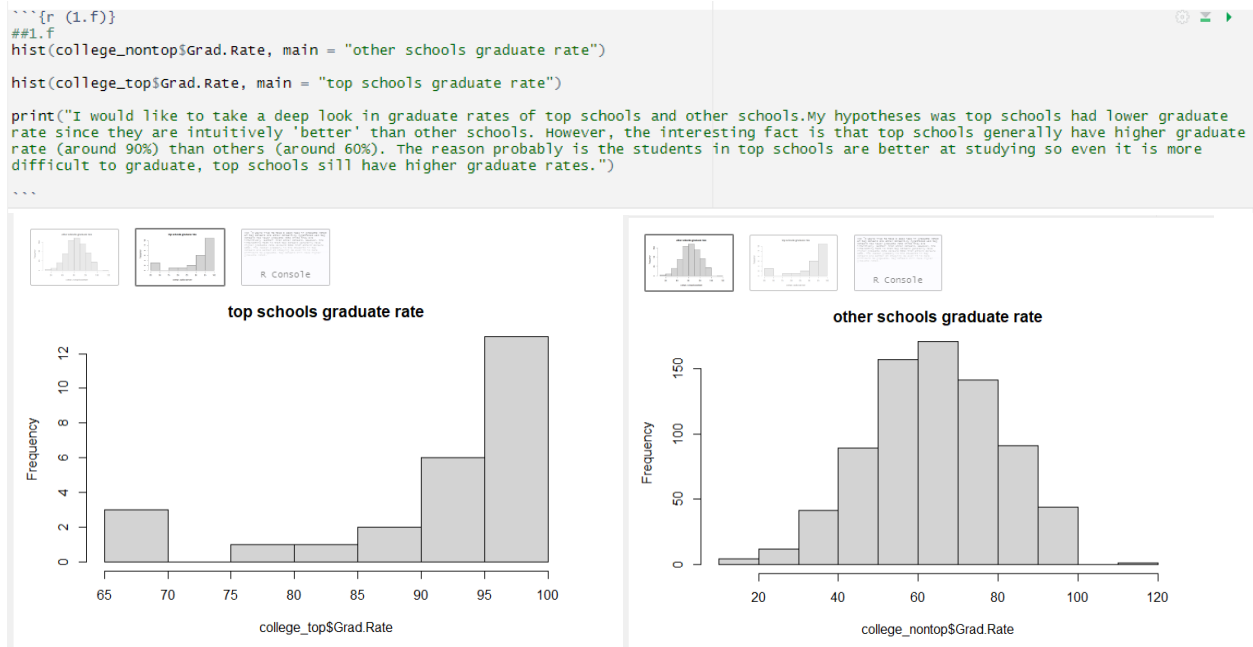 ```{r (1.f)}
##1.f
hist(college_nontop$Grad.Rate, main = "other schools graduate rate")
hist(college_top$Grad.Rate, main = "top schools graduate rate")
print("I would like to take a deep look in graduate rates of top schools and other schools.My hypotheses was top schools had lower graduate
rate since they are intuitively 'better' than other schools. However, the interesting fact is that top schools generally have higher graduate
rate (around 90%) than others (around 60%). The reason probably is the students in top schools are better at studying so even it is more
difficult to graduate, top schools sill have higher graduate rates.")
```
R Console
top schools graduate rate
Frequency
0 2 4 6 8 10 12
65 70 75 80 85 90 95 100
college_top$Grad.Rate
R Console
other schools graduate rate
Frequency
0 50 100 150
20 40 60 80 100 120
college_nontop$Grad.Rate